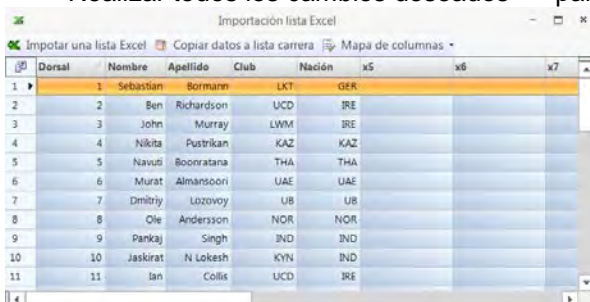 Realizar todos los cambios deseados
Importación lista Excel
Impotar una lista Excel Copiar datos a lista carrera Mapa de columnas
Dorsal Nombre Apellido Club Nación x5 x6 x7
1 1 Sebastian Bormann LKT GER
2 2 Ben Richardson UCD IRE
3 3 John Murray LWM IRE
4 4 Nikita Pustrikan KAZ KAZ
5 5 Navuti Boonratana THA THA
6 6 Murat Almansoori UAE UAE
7 7 Dmitriy Lozovoy UB UB
8 8 Ole Andersson NOR NOR
9 9 Pankaj Singh IND IND
10 10 Jaskirat N Lokesh KYN IND
11 11 Ian Collis UCD IRE